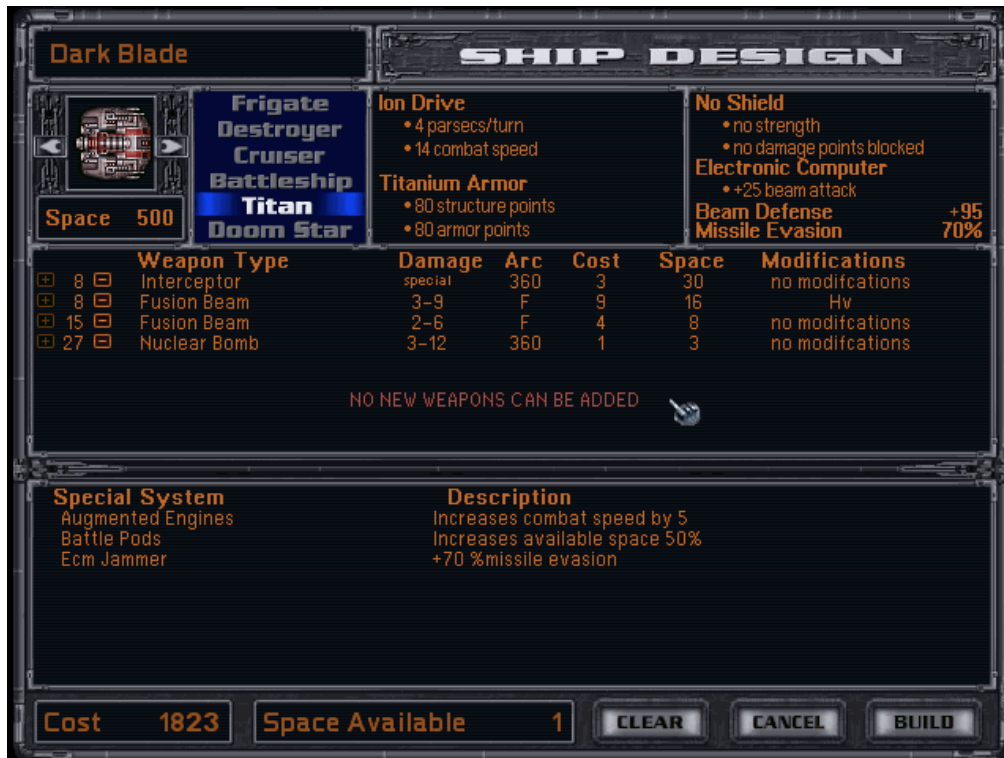 Dark Blade
SHIP DESIGN
Frigate
Destroyer
Cruiser
Battleship
Titan
Doom Star
Space 500
Ion Drive
• 4 parsecs/turn
• 14 combat speed
Titanium Armor
• 80 structure points
• 80 armor points
No Shield
• no strength
• no damage points blocked
Electronic Computer
• +25 beam attack
Beam Defense +95
Missile Evasion 70%
Weapon Type Damage Arc Cost Space Modifications
+ 8 - Interceptor special 360 3 30 no modifcations
+ 8 - Fusion Beam 3-9 F 9 16 Hv
+ 15 - Fusion Beam 2-6 F 4 8 no modifcations
+ 27 - Nuclear Bomb 3-12 360 1 3 no modifcations
NO NEW WEAPONS CAN BE ADDED
Special System Description
Augmented Engines Increases combat speed by 5
Battle Pods Increases available space 50%
Ecm Jammer +70 %missile evasion
Cost 1823 Space Available 1 CLEAR CANCEL BUILD